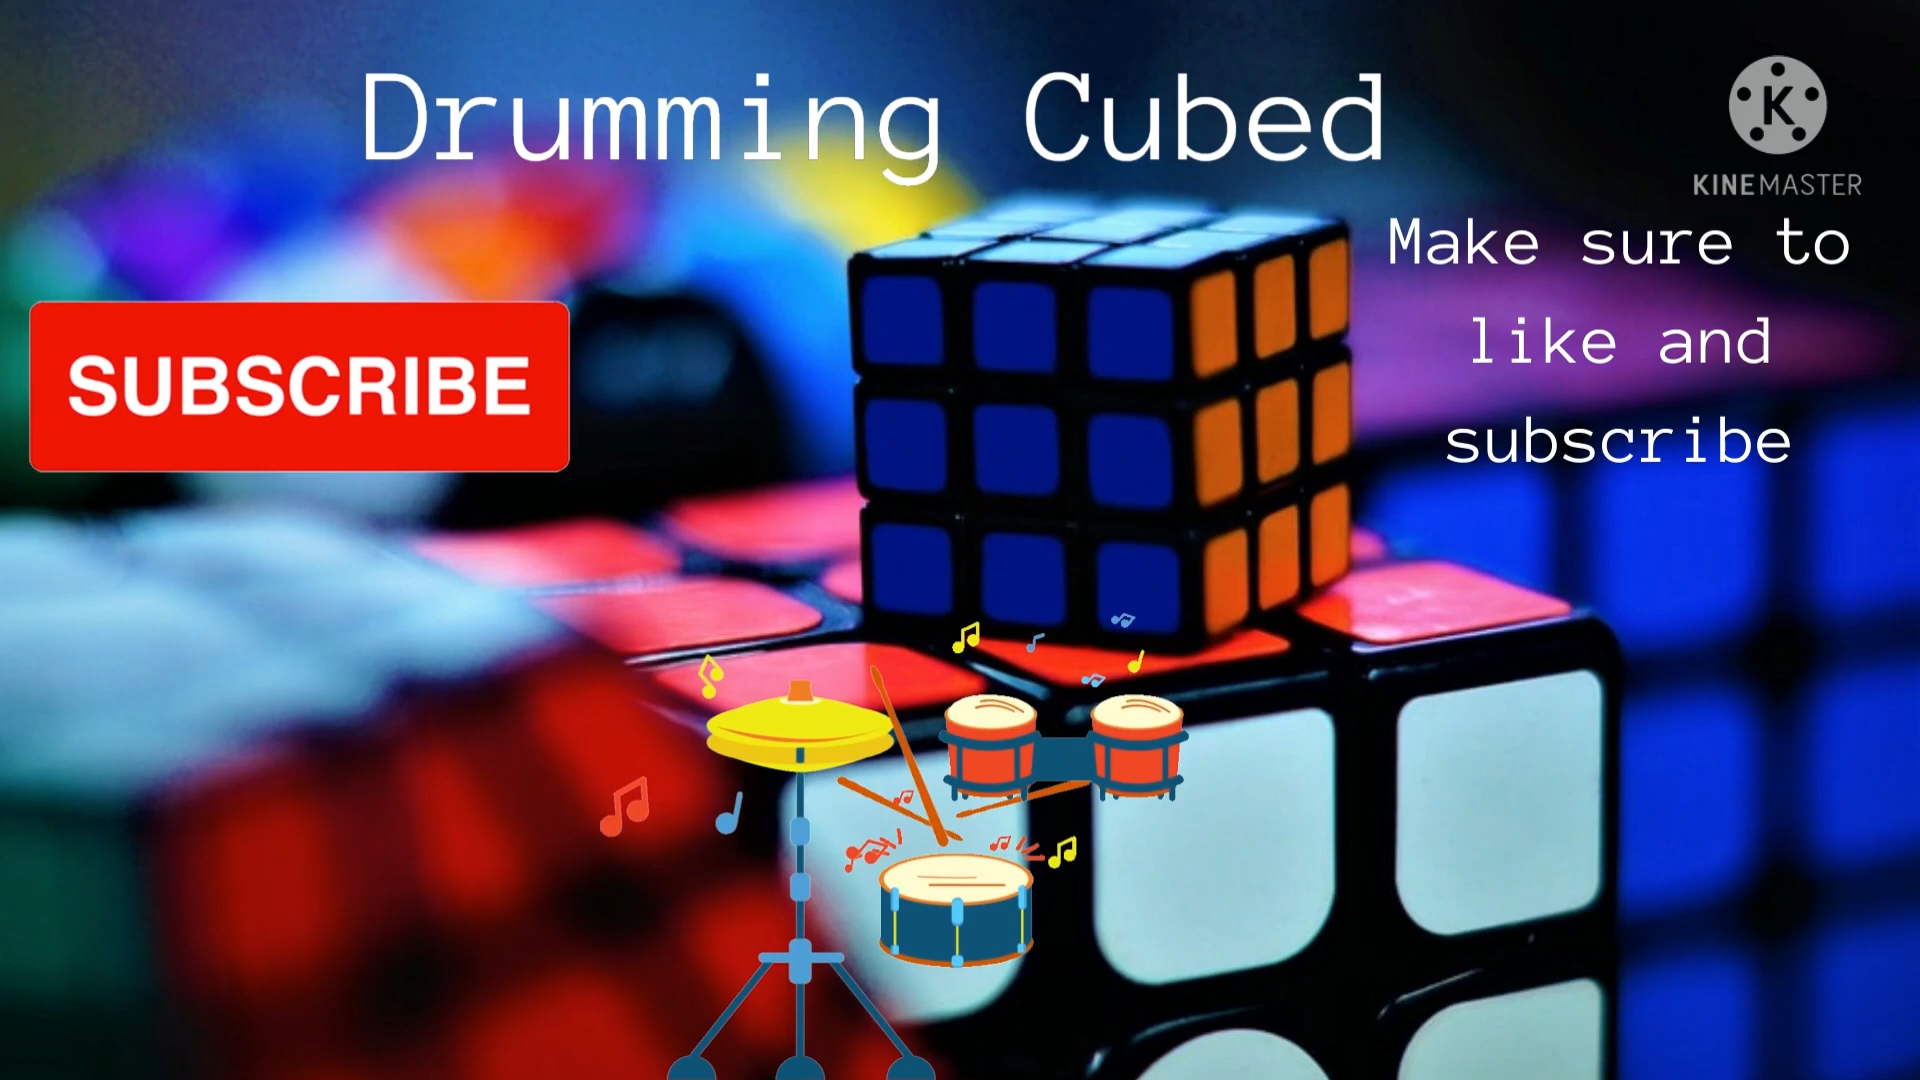 Drumming Cubed
K
KINEMASTER
Make sure to
like and
subscribe
SUBSCRIBE